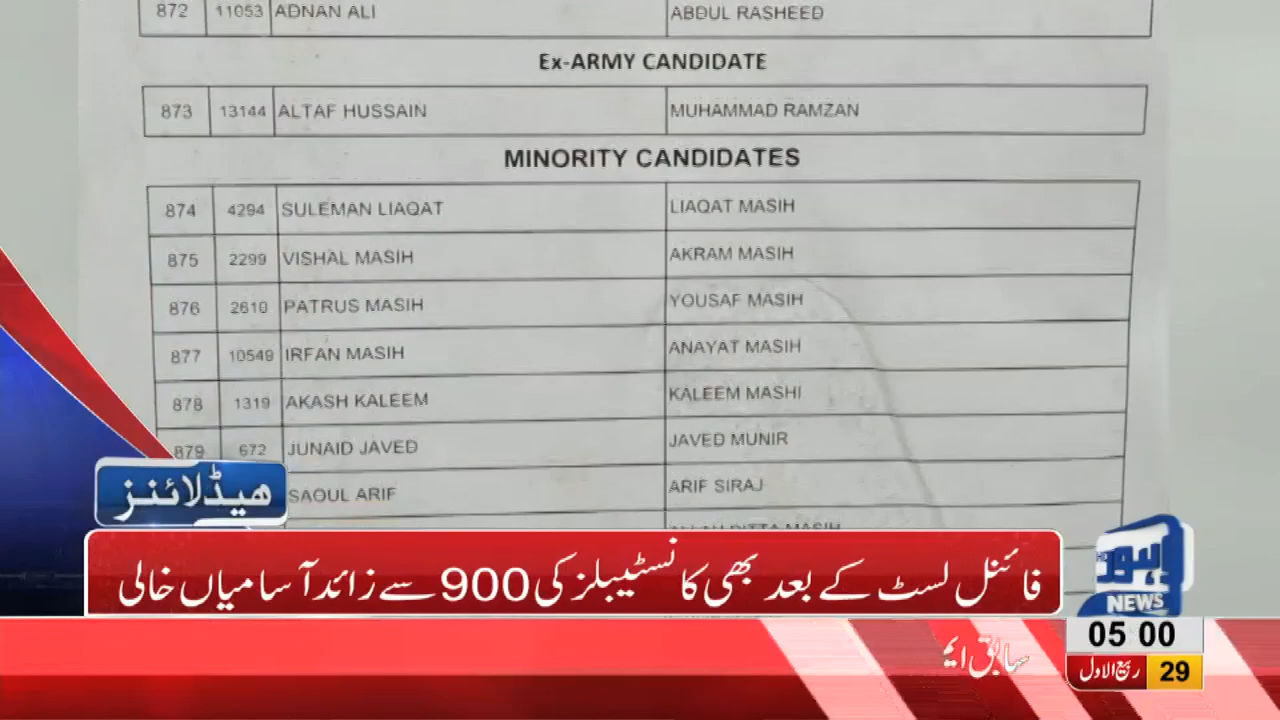 872 11053 ADNAN ALI ABDUL RASHEED
Ex-ARMY CANDIDATE
873 13144 ALTAF HUSSAIN MUHAMMAD RAMZAN
MINORITY CANDIDATES
874 4294 SULEMAN LIAQAT LIAQAT MASIH
875 2299 VISHAL MASIH AKRAM MASIH
876 2610 PATRUS MASIH YOUSAF MASIH
877 10549 IRFAN MASIH ANAYAT MASIH
878 1319 AKASH KALEEM KALEEM MASHI
879 672 JUNAID JAVED JAVED MUNIR
SAOUL ARIF ARIF SIRAJ
MASIH
ہیڈلائنز
فائنل لسٹ کے بعد بھی کانسٹیبلز کی 900 سے زائد آسامیاں خالی
نیوز
NEWS
05 00
سابق ایم
29 ربیع الاول